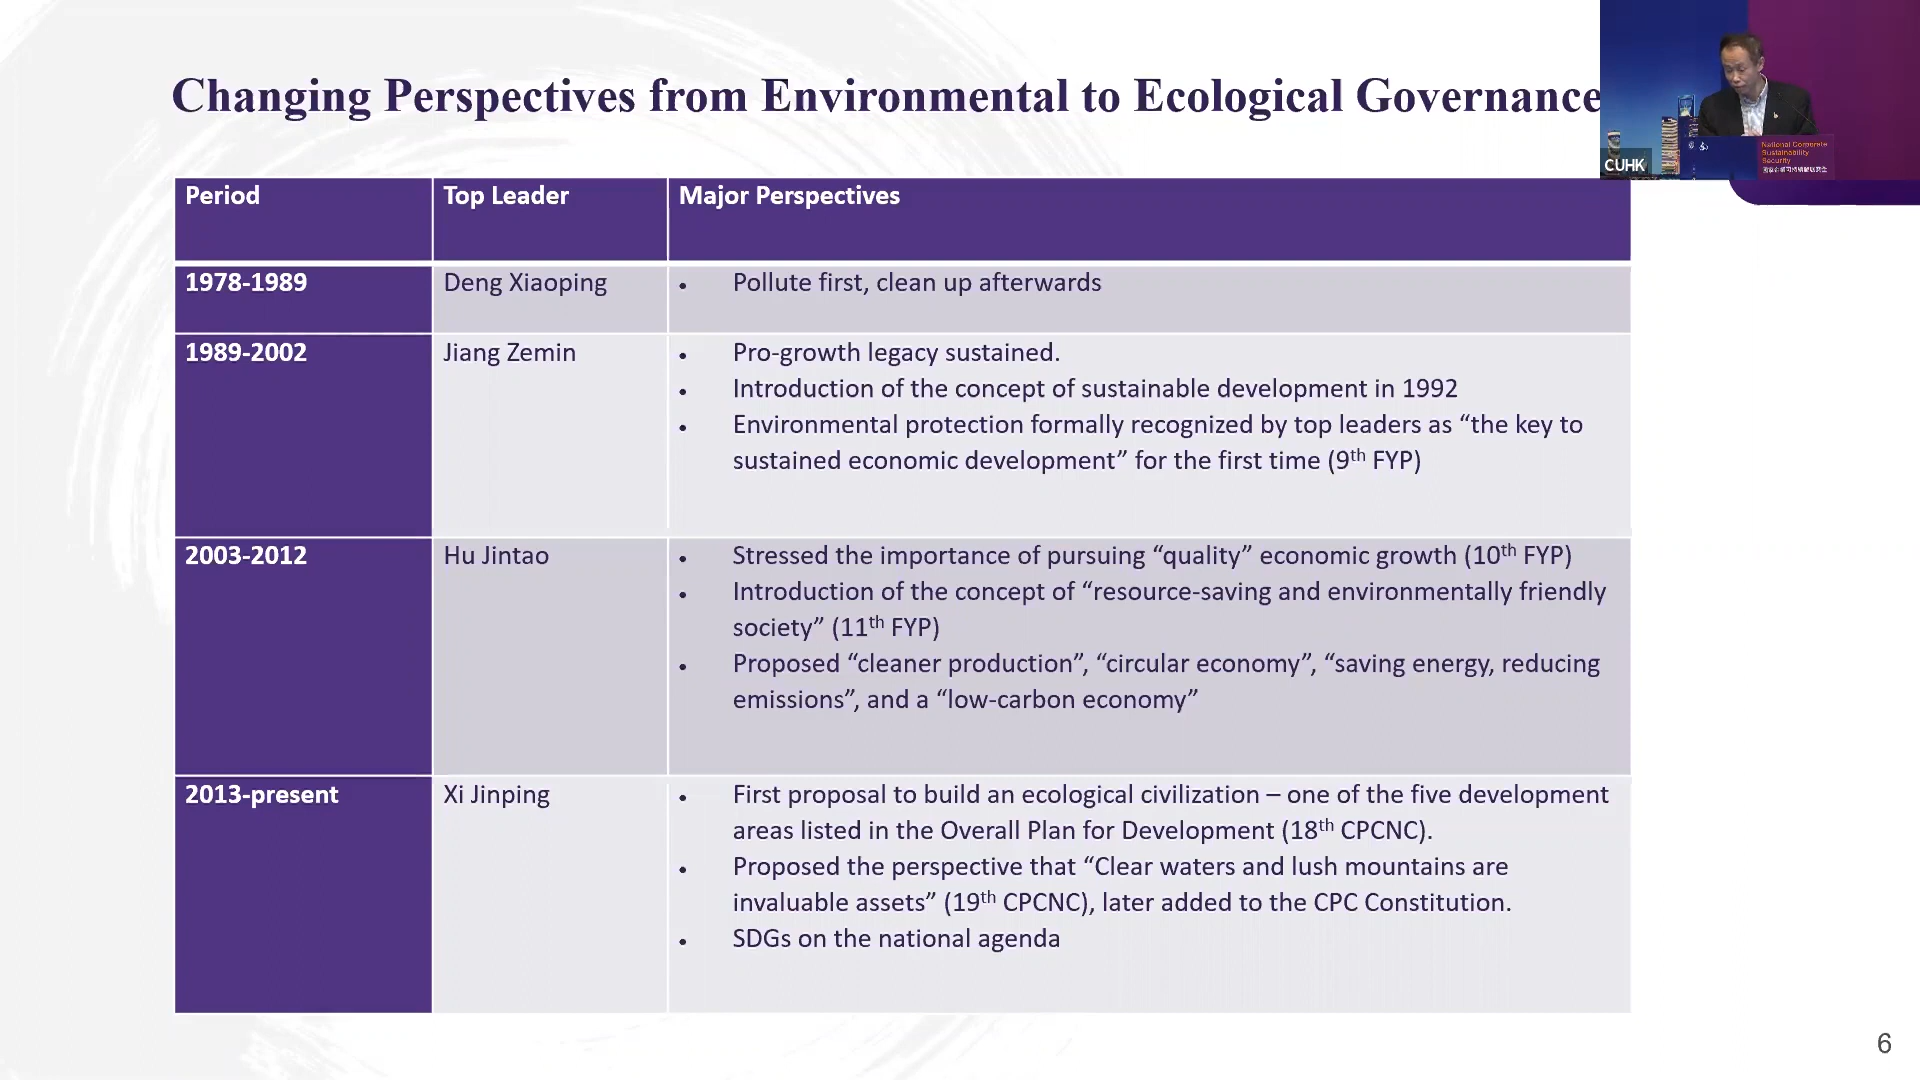 Changing Perspectives from Environmental to Ecological Governance
CUHK
National Corporate
Sustainability
Security
Period Top Leader Major Perspectives
1978-1989 Deng Xiaoping • Pollute first, clean up afterwards
1989-2002 Jiang Zemin • Pro-growth legacy sustained.
• Introduction of the concept of sustainable development in 1992
• Environmental protection formally recognized by top leaders as “the key to
sustained economic development” for the first time (9th FYP)
2003-2012 Hu Jintao • Stressed the importance of pursuing “quality” economic growth (10th FYP)
• Introduction of the concept of “resource-saving and environmentally friendly
society” (11th FYP)
• Proposed “cleaner production”, “circular economy”, “saving energy, reducing
emissions”, and a “low-carbon economy”
2013-present Xi Jinping • First proposal to build an ecological civilization – one of the five development
areas listed in the Overall Plan for Development (18th CPCNC).
• Proposed the perspective that “Clear waters and lush mountains are
invaluable assets” (19th CPCNC), later added to the CPC Constitution.
• SDGs on the national agenda
6